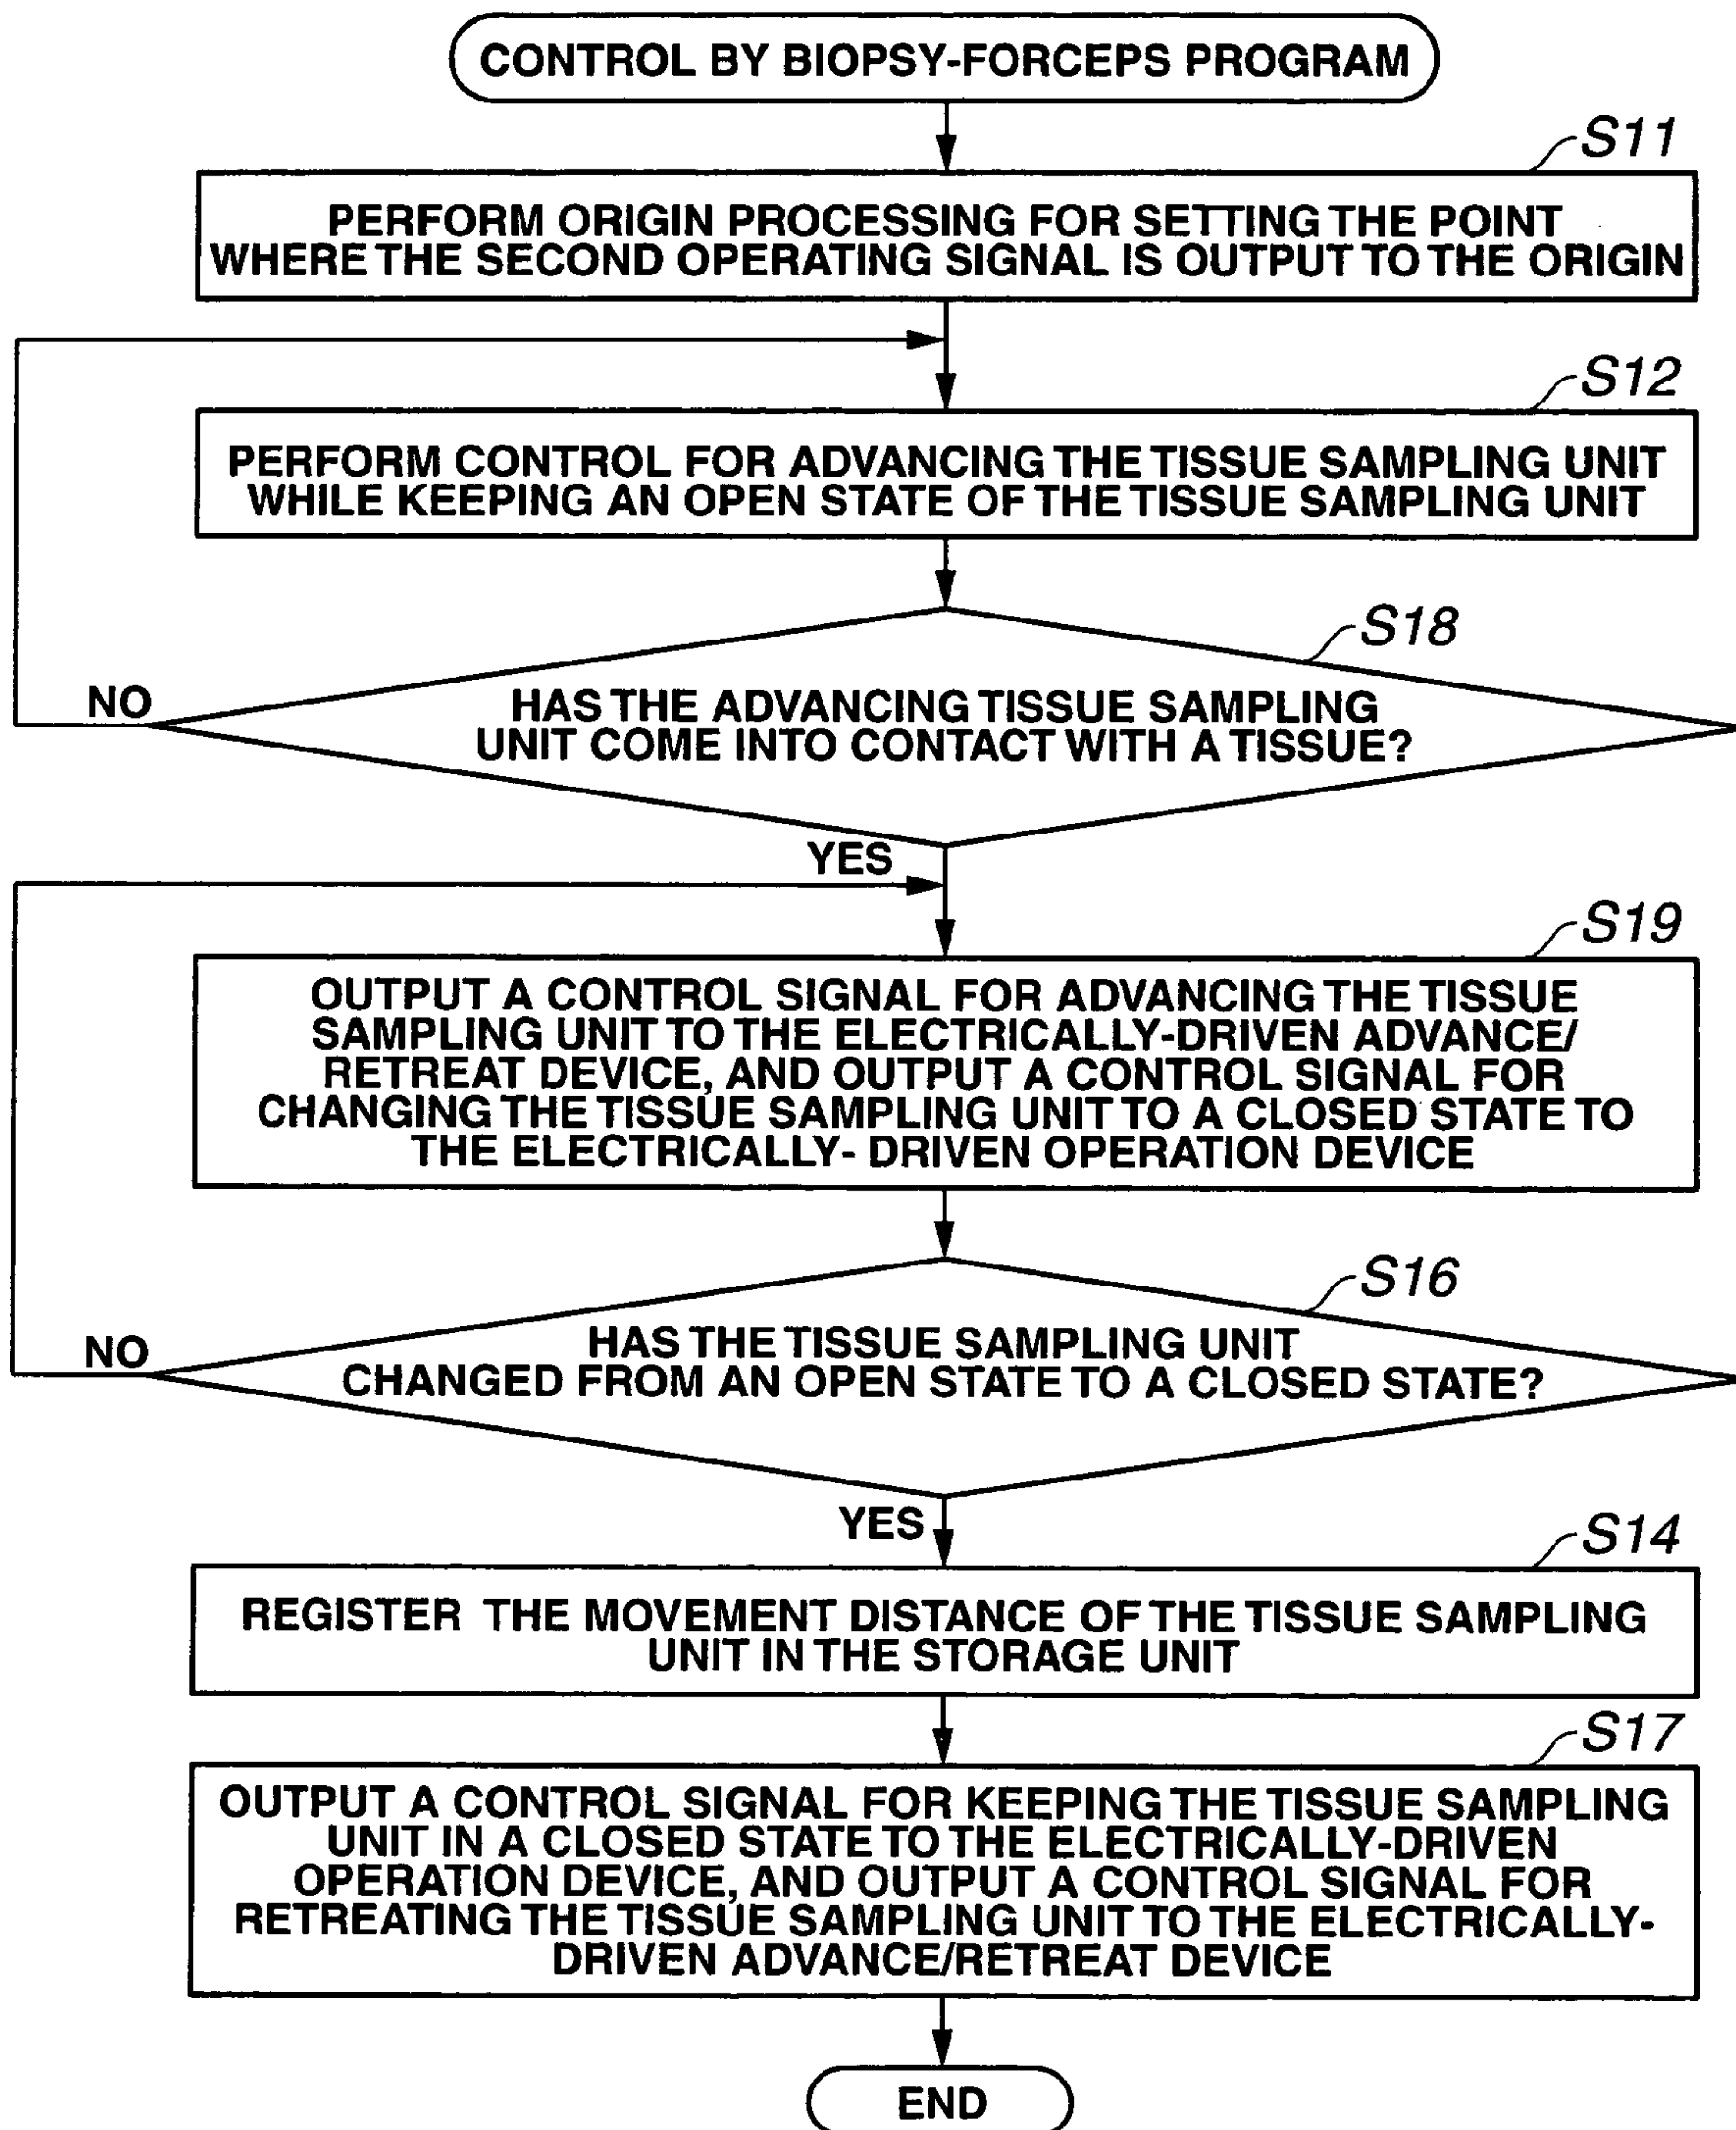 CONTROL BY BIOPSY-FORCEPS PROGRAM
S11
PERFORM ORIGIN PROCESSING FOR SETTING THE POINT
WHERE THE SECOND OPERATING SIGNAL IS OUTPUT TO THE ORIGIN
S12
PERFORM CONTROL FOR ADVANCING THE TISSUE SAMPLING UNIT
WHILE KEEPING AN OPEN STATE OF THE TISSUE SAMPLING UNIT
S18
NO
HAS THE ADVANCING TISSUE SAMPLING
UNIT COME INTO CONTACT WITH A TISSUE?
YES
S19
OUTPUT A CONTROL SIGNAL FOR ADVANCING THE TISSUE
SAMPLING UNIT TO THE ELECTRICALLY-DRIVEN ADVANCE/
RETREAT DEVICE, AND OUTPUT A CONTROL SIGNAL FOR
CHANGING THE TISSUE SAMPLING UNIT TO A CLOSED STATE TO
THE ELECTRICALLY- DRIVEN OPERATION DEVICE
S16
NO
HAS THE TISSUE SAMPLING UNIT
CHANGED FROM AN OPEN STATE TO A CLOSED STATE?
YES
S14
REGISTER THE MOVEMENT DISTANCE OF THE TISSUE SAMPLING
UNIT IN THE STORAGE UNIT
S17
OUTPUT A CONTROL SIGNAL FOR KEEPING THE TISSUE SAMPLING
UNIT IN A CLOSED STATE TO THE ELECTRICALLY-DRIVEN
OPERATION DEVICE, AND OUTPUT A CONTROL SIGNAL FOR
RETREATING THE TISSUE SAMPLING UNIT TO THE ELECTRICALLY-
DRIVEN ADVANCE/RETREAT DEVICE
END